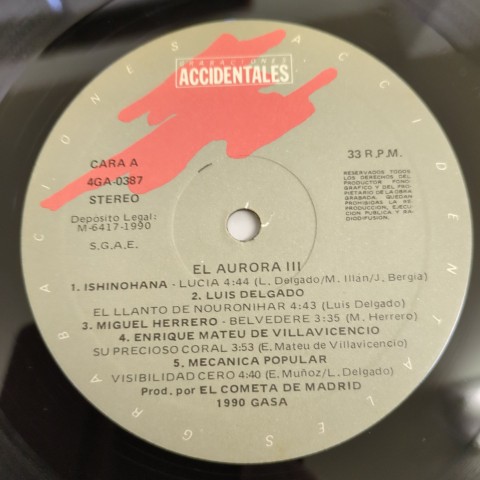 GRABACIONES
ACCIDENTALES
GRABACIONES ACCIDENTALES
CARA A
4GA-0387
STEREO
Depósito Legal:
M-6417-1990
S.G.A.E.
33 R.P.M.
RESERVADOS TODOS
LOS DERECHOS DEL
PRODUCTOR FONO-
GRAFICO Y DEL PRO-
PIETARIO DE LA OBRA
GRABADA. QUEDAN
PROHIBIDAS LA RE-
PRODUCCION, EJECU-
CION PUBLICA Y RA-
DIODIFUSION.
EL AURORA III
1. ISHINOHANA - LUCIA 4:44 (L. Delgado/M. Illán/J. Bergia)
2. LUIS DELGADO
EL LLANTO DE NOURONIHAR 4:43 (Luis Delgado)
3. MIGUEL HERRERO - BELVEDERE 3:35 (M. Herrero)
4. ENRIQUE MATEU DE VILLAVICENCIO
SU PRECIOSO CORAL 3:53 (E. Mateu de Villavicencio)
5. MECANICA POPULAR
VISIBILIDAD CERO 4:40 (E. Muñoz/L. Delgado)
Prod. por EL COMETA DE MADRID
1990 GASA